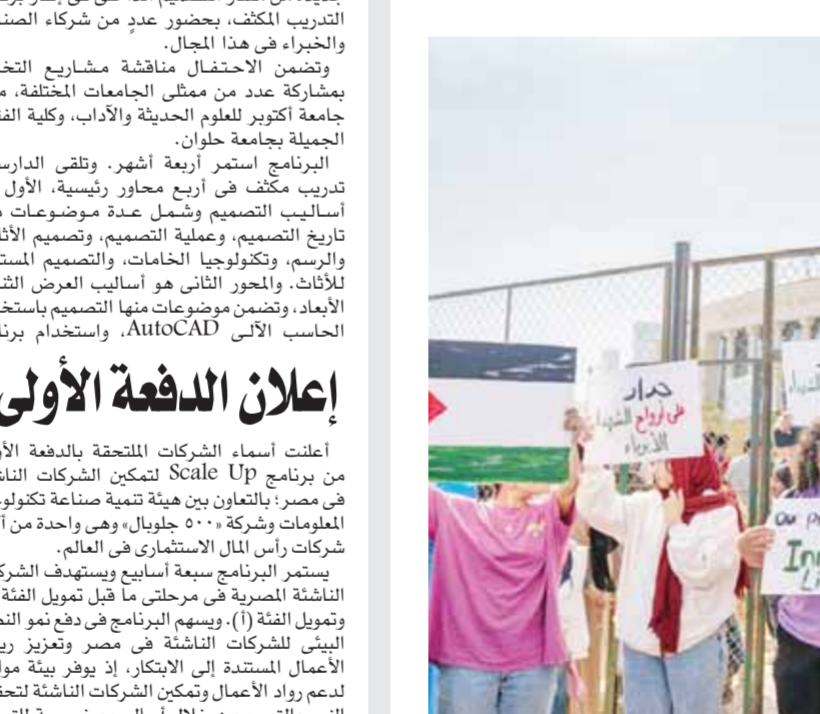 التدريب المكثف، بحضور عددٍ من شركاء الصنا
والخبراء فى هذا المجال.
وتضمن الاحتفال مناقشة مشاريع التخ
بمشاركة عدد من ممثلى الجامعات المختلفة، م
جامعة أكتوبر للعلوم الحديثة والآداب، وكلية الف
الجميلة بجامعة حلوان.
البرنامج استمر أربعة أشهر. وتلقى الدارس
تدريب مكثف فى أربع محاور رئيسية، الأول
أساليب التصميم وشمل عدة موضوعات م
تاريخ التصميم، وعملية التصميم، وتصميم الأثا
والرسم، وتكنولوجيا الخامات، والتصميم المست
للأثاث. والمحور الثانى هو أساليب العرض الثنا
الأبعاد، وتضمن موضوعات منها التصميم باستخد
الحاسب الآلى AutoCAD، واستخدام برنا
إعلان الدفعة الأولى
أعلنت أسماء الشركات الملتحقة بالدفعة الأو
من برنامج Scale Up لتمكين الشركات الناش
فى مصر؛ بالتعاون بين هيئة تنمية صناعة تكنولو
المعلومات وشركة «٥٠٠ جلوبال» وهى واحدة من أ
شركات رأس المال الاستثمارى فى العالم.
يستمر البرنامج سبعة أسابيع ويستهدف الشرك
الناشئة المصرية فى مرحلتى ما قبل تمويل الفئة
وتمويل الفئة (أ). ويسهم البرنامج فى دفع نمو الن
البيئى للشركات الناشئة فى مصر وتعزيز ري
الأعمال المستندة إلى الابتكار، إذ يوفر بيئة موا
لدعم رواد الأعمال وتمكين الشركات الناشئة لتحق
حداد
على أرواح الشهداء
الأبرياء
الشهداء
our p
Inn
Li